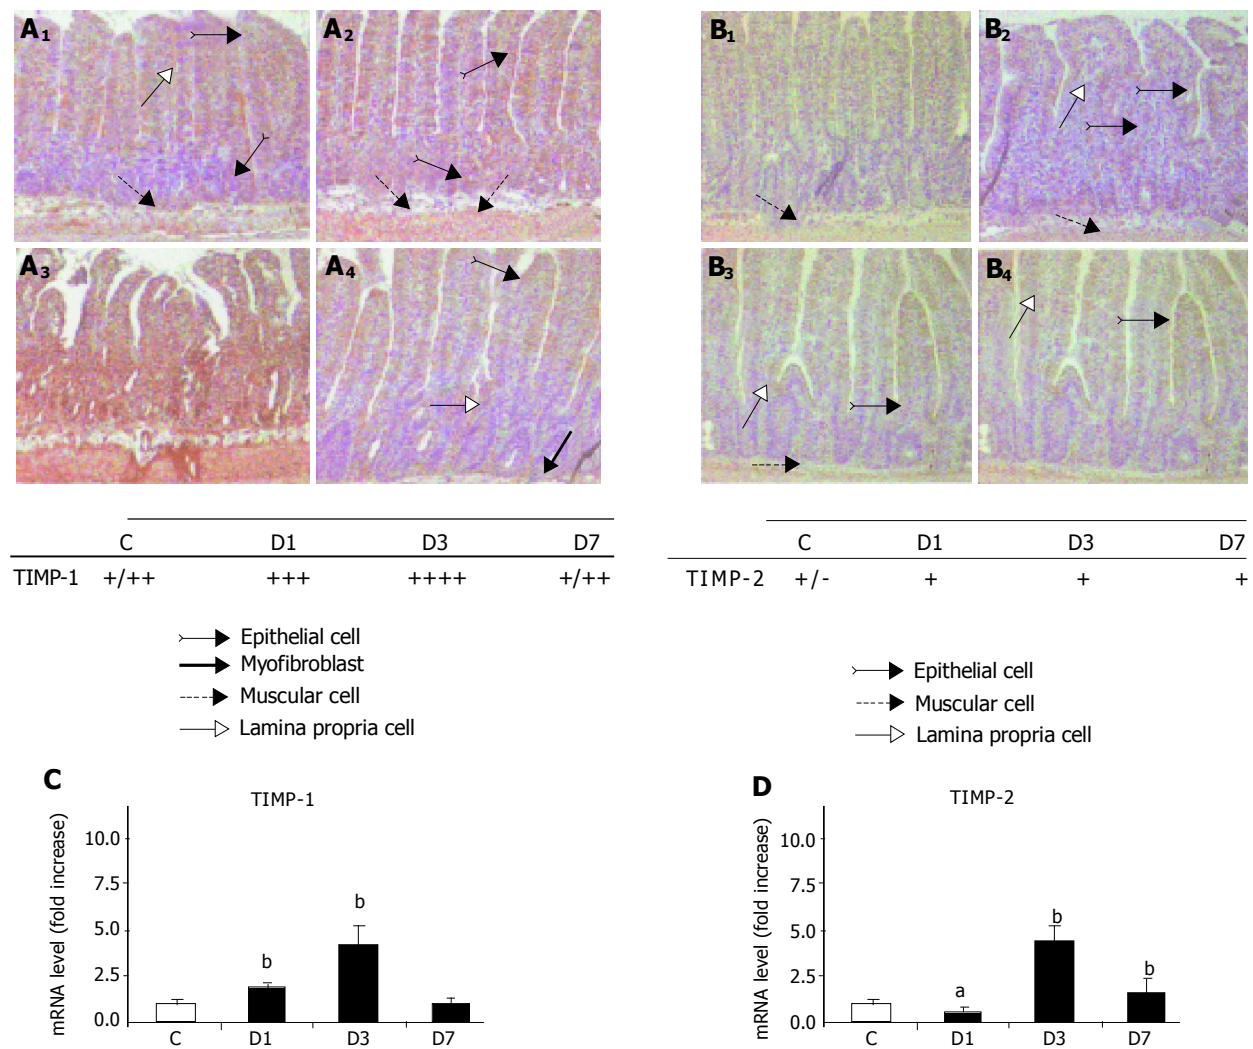 A1 A2 B1 B2
A3 A4 B3 B4
C D1 D3 D7
TIMP-1 +/++ +++ ++++ +/++
C D1 D3 D7
TIMP-2 +/- + + +
Epithelial cell
Myofibroblast
Muscular cell
Lamina propria cell
Epithelial cell
Muscular cell
Lamina propria cell
C
TIMP-1
mRNA level (fold increase)
10.0
7.5
5.0
2.5
0.0
b
b
C D1 D3 D7
D
TIMP-2
mRNA level (fold increase)
10.0
7.5
5.0
2.5
0.0
a
b
b
C D1 D3 D7